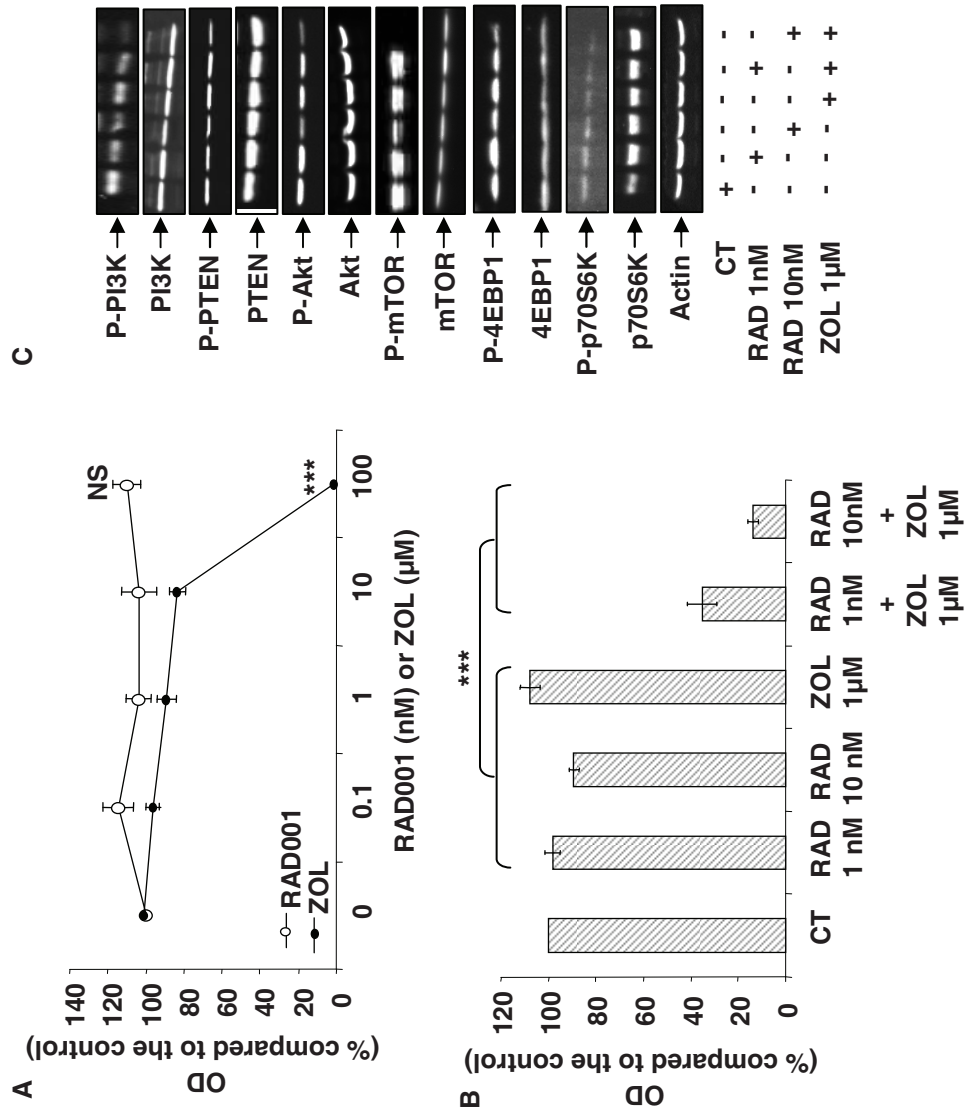 A
OD
(% compared to the control)
140
120
100
80
60
40
20
0
NS
***
RAD001
ZOL
0 0.1 1 10 100
RAD001 (nM) or ZOL (µM)
B
OD
(% compared to the control)
120
100
80
60
40
20
0
***
CT
RAD
1 nM
RAD
10 nM
ZOL
1µM
RAD
1nM
+
ZOL
1µM
RAD
10nM
+
ZOL
1µM
C
P-PI3K
PI3K
P-PTEN
PTEN
P-Akt
Akt
P-mTOR
mTOR
P-4EBP1
4EBP1
P-p70S6K
p70S6K
Actin
CT + - - - - -
RAD 1nM - + - - + -
RAD 10nM - - + - - +
ZOL 1µM - - - + + +